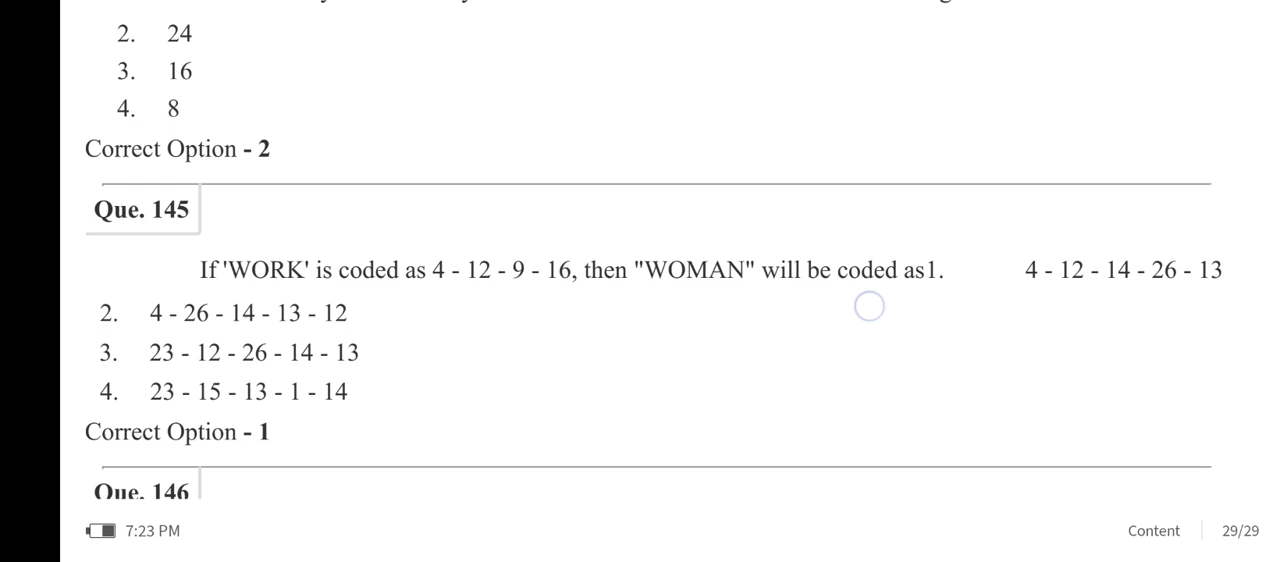 2. 24
3. 16
4. 8
Correct Option - 2
Que. 145
If 'WORK' is coded as 4 - 12 - 9 - 16, then "WOMAN" will be coded as1. 4 - 12 - 14 - 26 - 13
2. 4 - 26 - 14 - 13 - 12
3. 23 - 12 - 26 - 14 - 13
4. 23 - 15 - 13 - 1 - 14
Correct Option - 1
Que. 146
7:23 PM Content 29/29